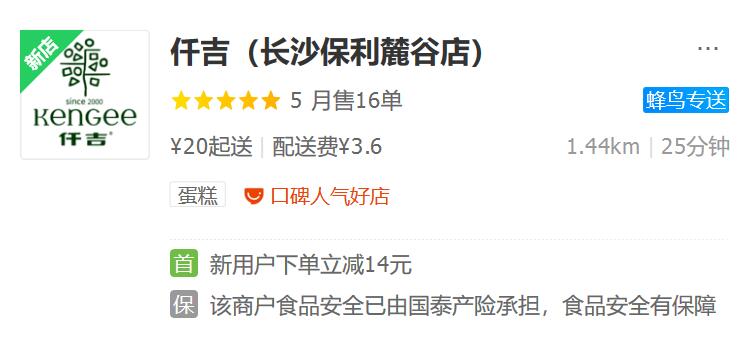 新店
since 2000
KENGEE
仟吉®
仟吉（长沙保利麓谷店）
...
5 月售16单
蜂鸟专送
¥20起送 | 配送费¥3.6
1.44km | 25分钟
蛋糕
口碑人气好店
首 新用户下单立减14元
保 该商户食品安全已由国泰产险承担，食品安全有保障